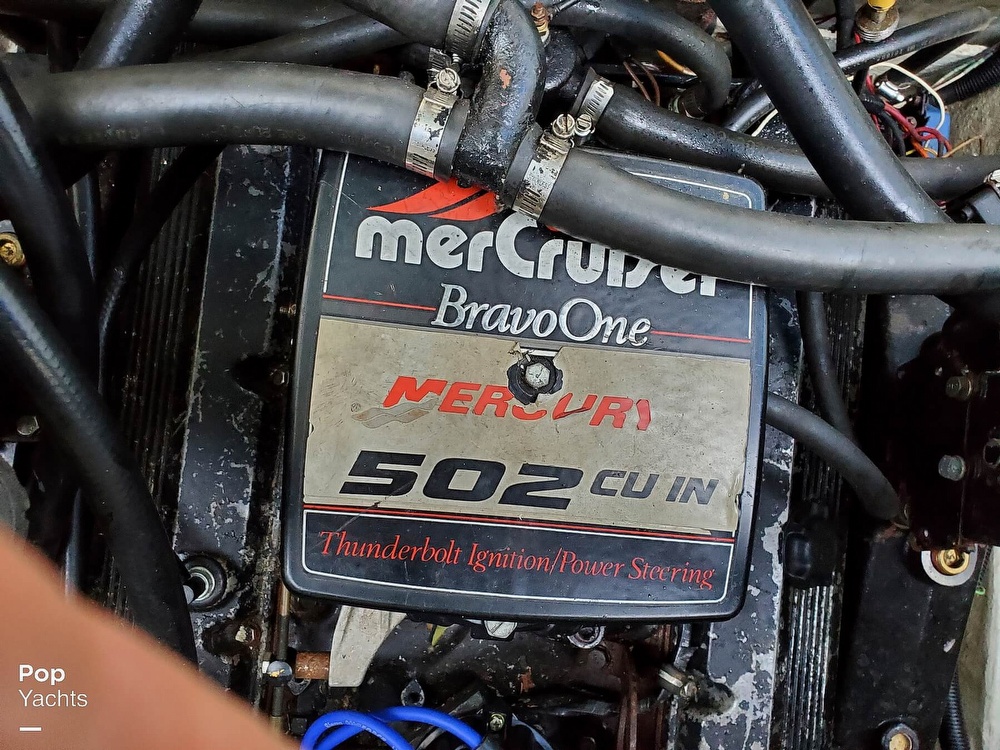 merCruiser
BravoOne
MERCURY
502 CU IN
Thunderbolt Ignition/Power Steering
Pop
Yachts